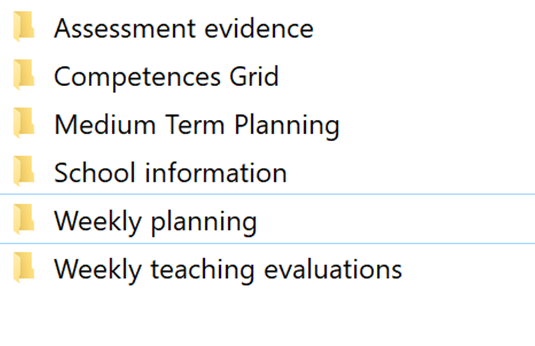 Assessment evidence
Competences Grid
Medium Term Planning
School information
Weekly planning
Weekly teaching evaluations